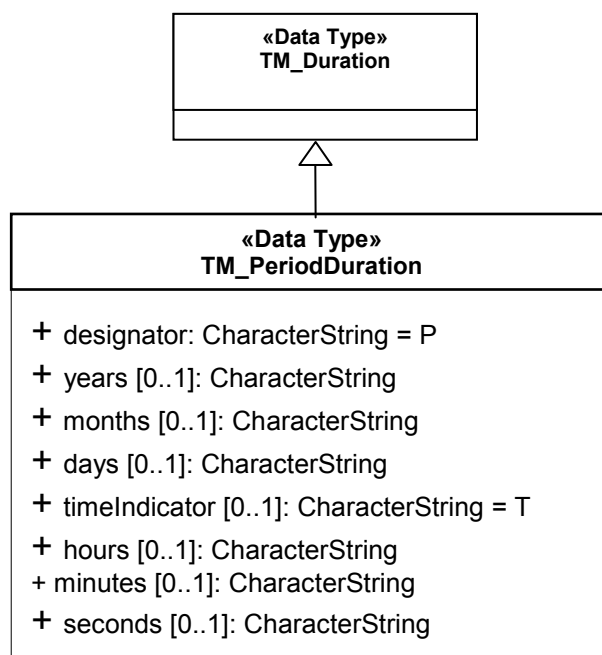 «Data Type»
TM_Duration
«Data Type»
TM_PeriodDuration
+ designator: CharacterString = P
+ years [0..1]: CharacterString
+ months [0..1]: CharacterString
+ days [0..1]: CharacterString
+ timeIndicator [0..1]: CharacterString = T
+ hours [0..1]: CharacterString
+ minutes [0..1]: CharacterString
+ seconds [0..1]: CharacterString